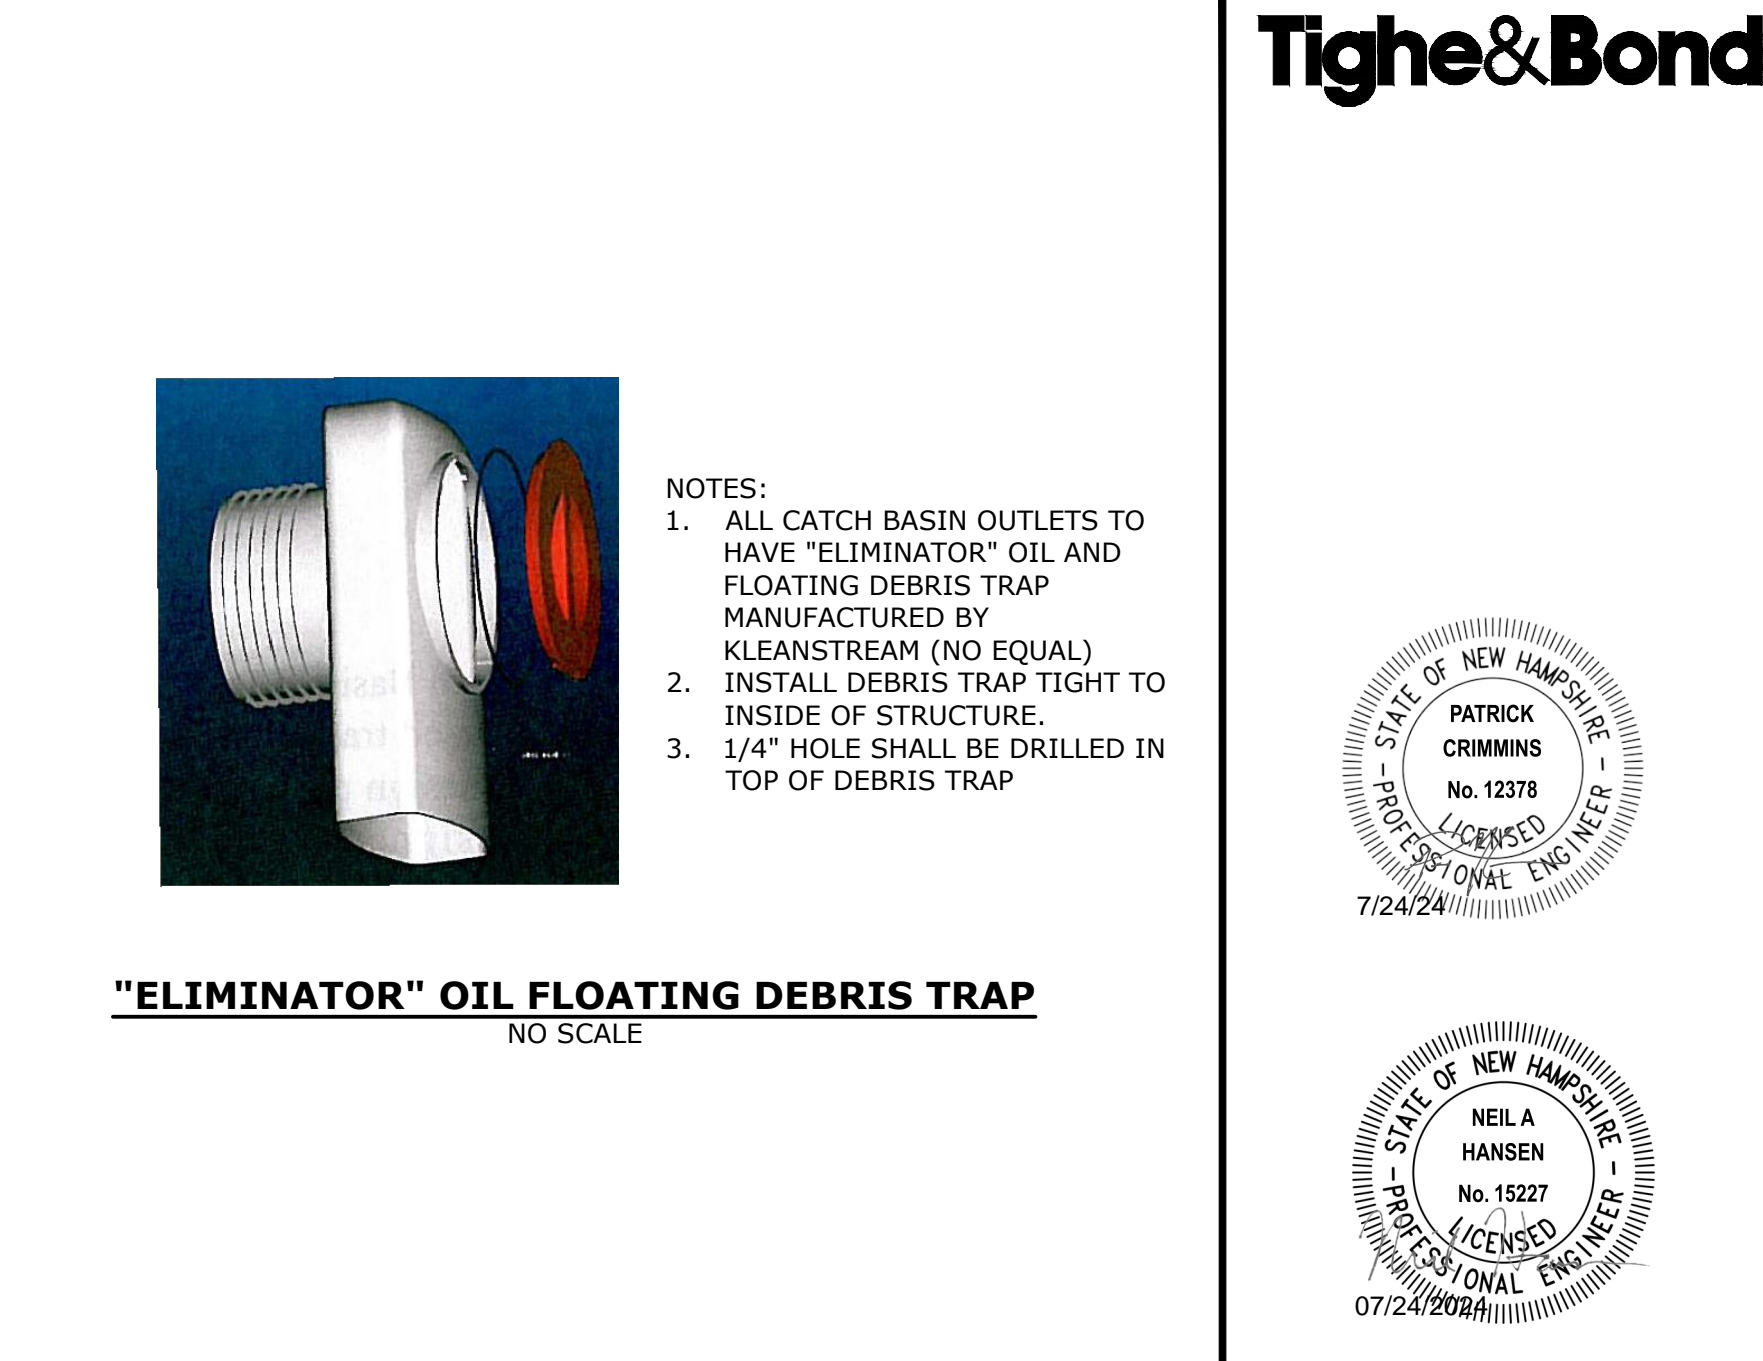 Tighe&Bond
NOTES:
1. ALL CATCH BASIN OUTLETS TO
HAVE "ELIMINATOR" OIL AND
FLOATING DEBRIS TRAP
MANUFACTURED BY
KLEANSTREAM (NO EQUAL)
2. INSTALL DEBRIS TRAP TIGHT TO
INSIDE OF STRUCTURE.
3. 1/4" HOLE SHALL BE DRILLED IN
TOP OF DEBRIS TRAP
"ELIMINATOR" OIL FLOATING DEBRIS TRAP
NO SCALE
STATE OF NEW HAMPSHIRE
PATRICK
CRIMMINS
No. 12378
LICENSED
PROFESSIONAL ENGINEER
7/24/24
STATE OF NEW HAMPSHIRE
NEIL A
HANSEN
No. 15227
LICENSED
PROFESSIONAL ENGINEER
07/24/2024